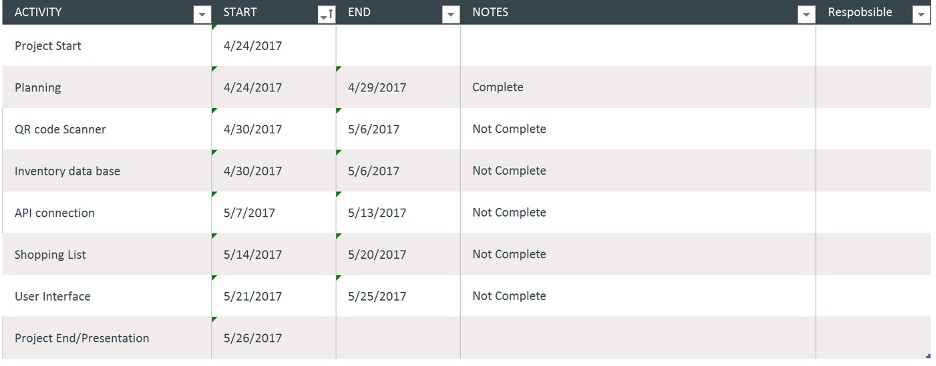 ACTIVITY START END NOTES Respobsible
Project Start 4/24/2017
Planning 4/24/2017 4/29/2017 Complete
QR code Scanner 4/30/2017 5/6/2017 Not Complete
Inventory data base 4/30/2017 5/6/2017 Not Complete
API connection 5/7/2017 5/13/2017 Not Complete
Shopping List 5/14/2017 5/20/2017 Not Complete
User Interface 5/21/2017 5/25/2017 Not Complete
Project End/Presentation 5/26/2017